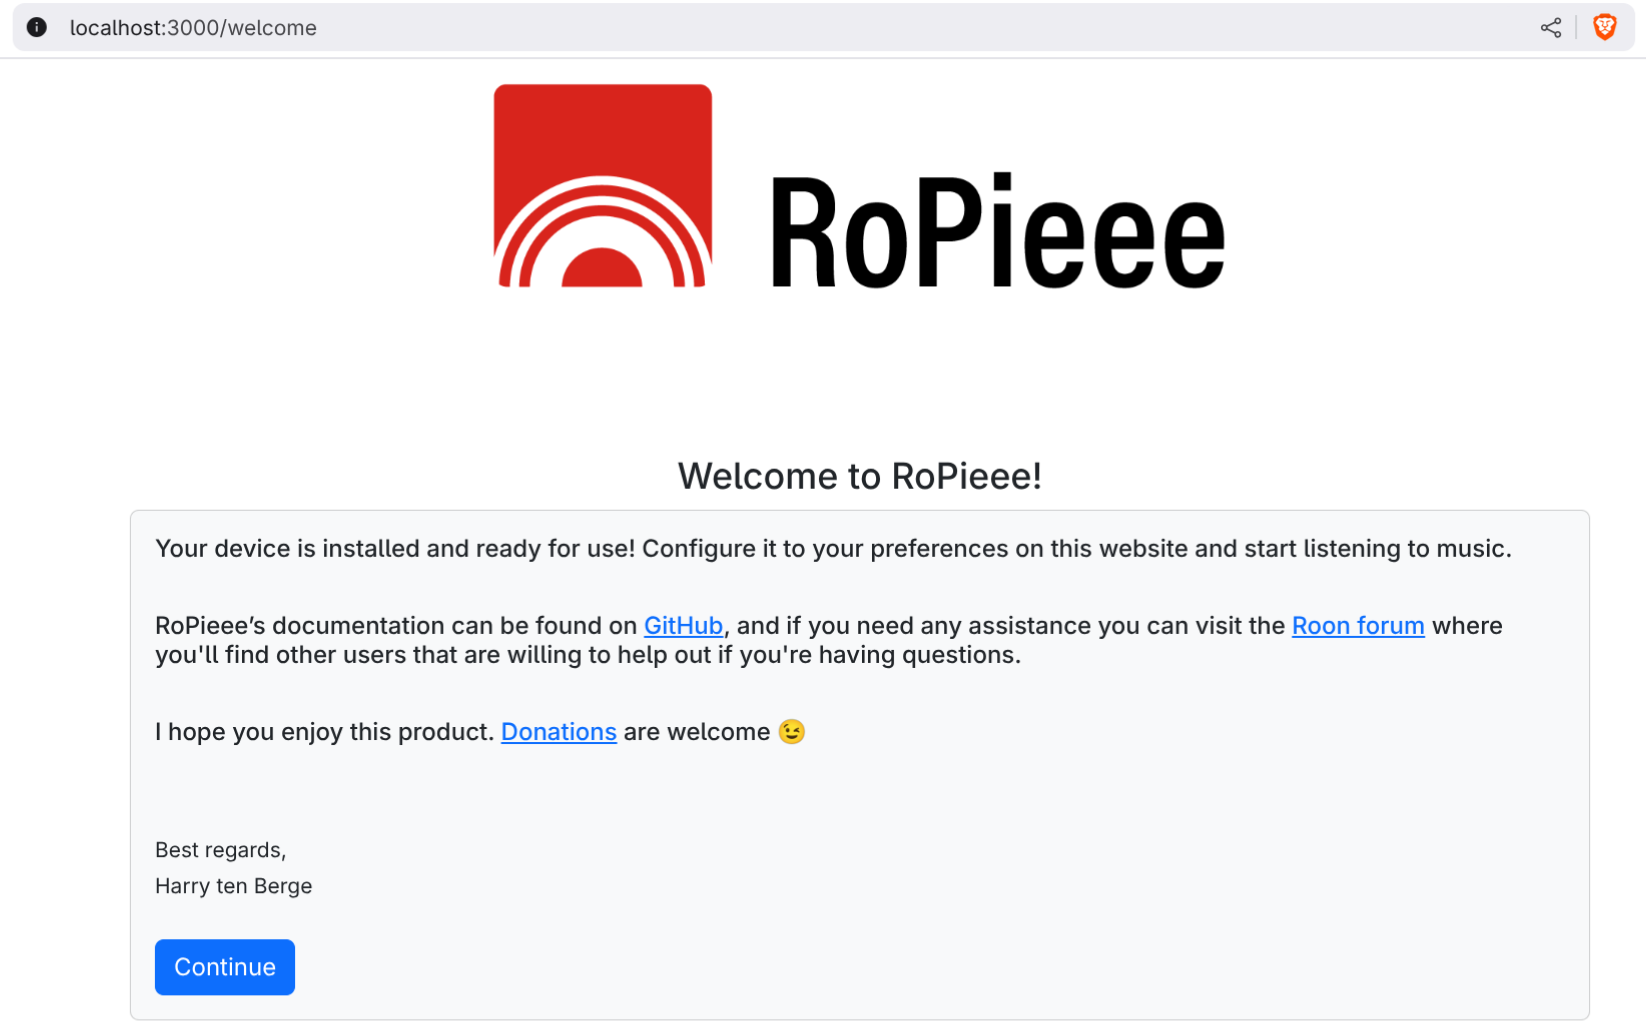 localhost:3000/welcome
RoPieee
Welcome to RoPieee!
Your device is installed and ready for use! Configure it to your preferences on this website and start listening to music.
RoPieee’s documentation can be found on GitHub, and if you need any assistance you can visit the Roon forum where
you'll find other users that are willing to help out if you're having questions.
I hope you enjoy this product. Donations are welcome 😉
Best regards,
Harry ten Berge
Continue